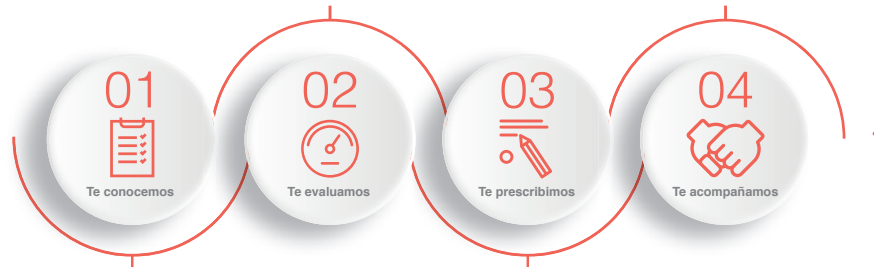 01
Te conocemos
02
Te evaluamos
03
Te prescribimos
04
Te acompañamos